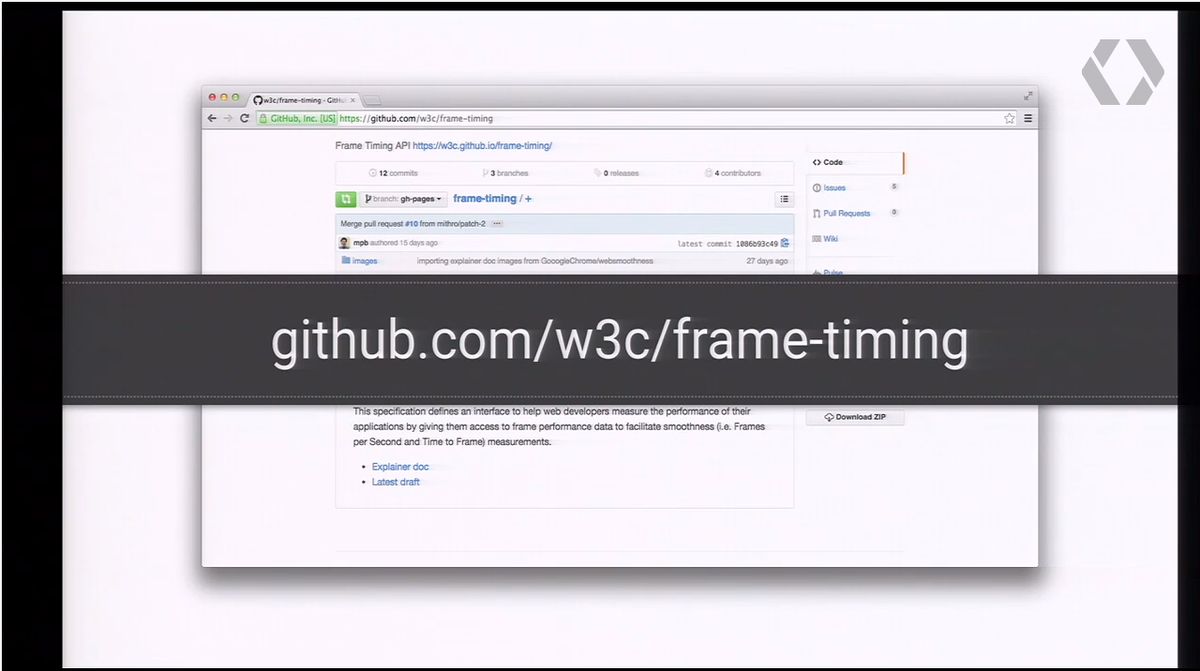 w3c/frame-timing · GitHub
GitHub, Inc. [US] https://github.com/w3c/frame-timing
Frame Timing API https://w3c.github.io/frame-timing/
12 commits 3 branches 0 releases 4 contributors
branch: gh-pages frame-timing / +
Merge pull request #10 from mithro/patch-2 ...
mpb authored 15 days ago latest commit 1086b93c49
images importing explainer doc images from GooogleChrome/websmoothness 27 days ago
<> Code
Issues 5
Pull Requests 0
Wiki
Pulse
github.com/w3c/frame-timing
This specification defines an interface to help web developers measure the performance of their
applications by giving them access to frame performance data to facilitate smoothness (i.e. Frames
per Second and Time to Frame) measurements.
• Explainer doc
• Latest draft
Download ZIP